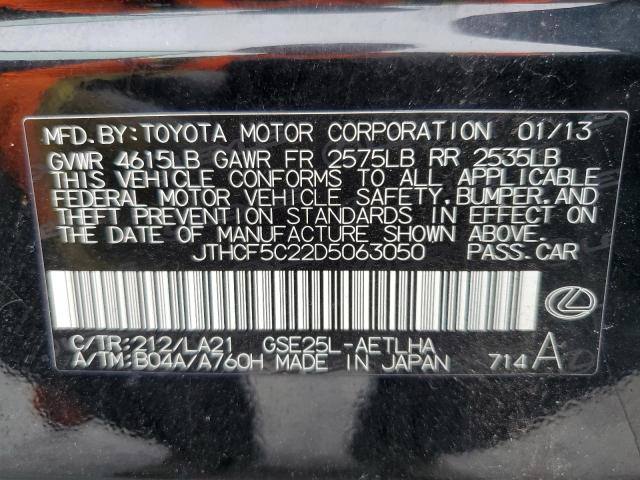 MFD.BY:TOYOTA MOTOR CORPORATION 01/13
GVWR 4615LB GAWR FR 2575LB RR 2535LB
THIS VEHICLE CONFORMS TO ALL APPLICABLE
FEDERAL MOTOR VEHICLE SAFETY,BUMPER,AND
THEFT PREVENTION STANDARDS IN EFFECT ON
THE DATE OF MANUFACTURE SHOWN ABOVE.
JTHCF5C22D5063050 PASS.CAR
C/TR:212/LA21 GSE25L-AETLHA
A/TM:B04A/A760H MADE IN JAPAN 714 A